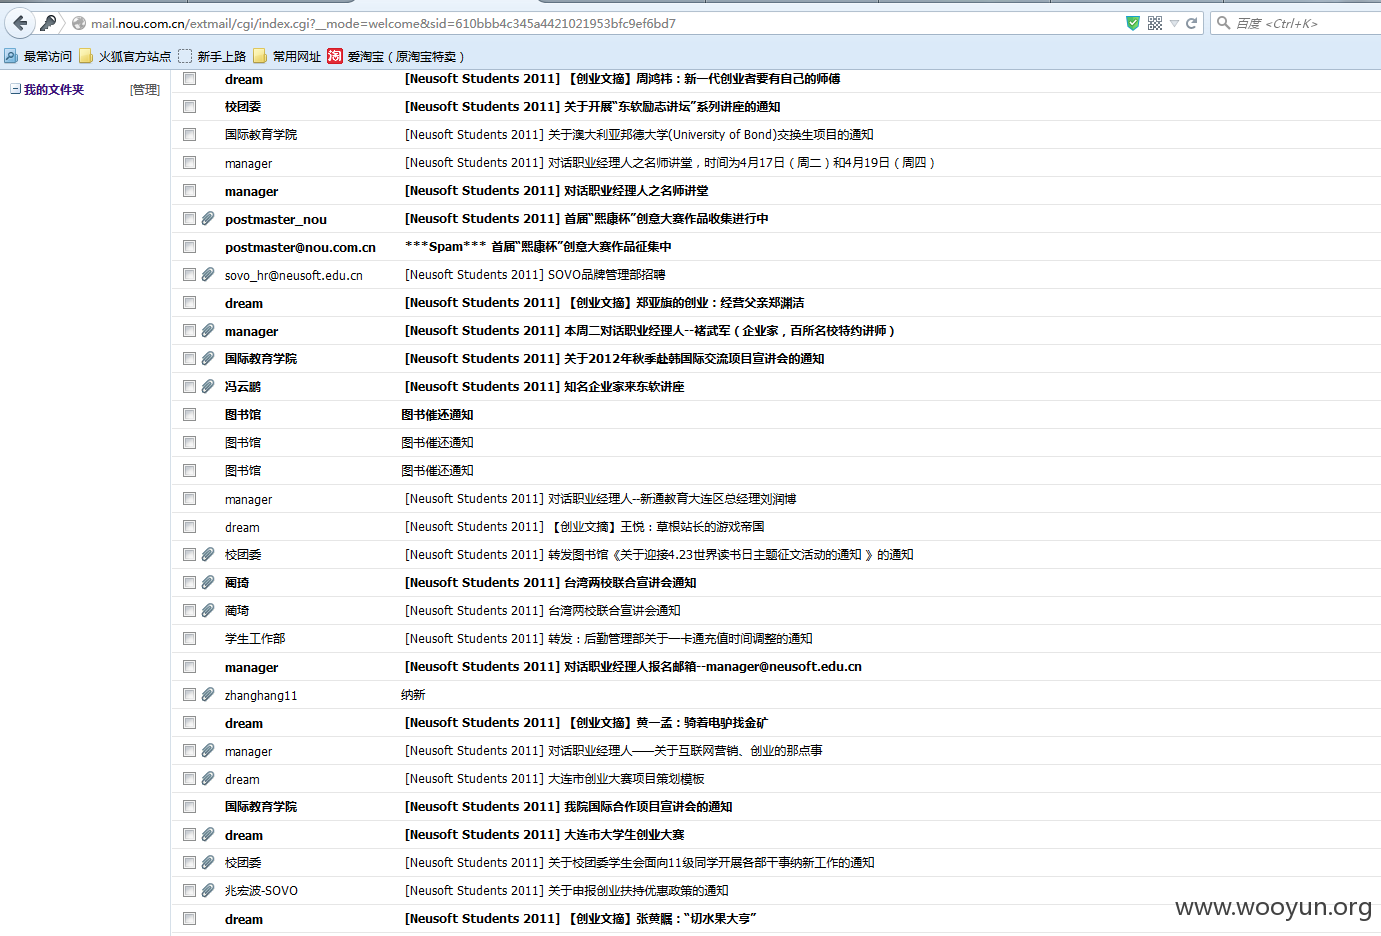 mail.nou.com.cn/extmail/cgi/index.cgi?__mode=welcome&sid=610bbb4c345a4421021953bfc9ef6bd7 百度 <Ctrl+K>
最常访问 火狐官方站点 新手上路 常用网址 淘 爱淘宝（原淘宝特卖）
我的文件夹 [管理]
dream [Neusoft Students 2011] 【创业文摘】周鸿祎：新一代创业者要有自己的师傅
校团委 [Neusoft Students 2011] 关于开展“东软励志讲坛”系列讲座的通知
国际教育学院 [Neusoft Students 2011] 关于澳大利亚邦德大学(University of Bond)交换生项目的通知
manager [Neusoft Students 2011] 对话职业经理人之名师讲堂，时间为4月17日（周二）和4月19日（周四）
manager [Neusoft Students 2011] 对话职业经理人之名师讲堂
postmaster_nou [Neusoft Students 2011] 首届“熙康杯”创意大赛作品收集进行中
postmaster@nou.com.cn ***Spam*** 首届“熙康杯”创意大赛作品征集中
sovo_hr@neusoft.edu.cn [Neusoft Students 2011] SOVO品牌管理部招聘
dream [Neusoft Students 2011] 【创业文摘】郑亚旗的创业：经营父亲郑渊洁
manager [Neusoft Students 2011] 本周二对话职业经理人--褚武军（企业家，百所名校特约讲师）
国际教育学院 [Neusoft Students 2011] 关于2012年秋季赴韩国际交流项目宣讲会的通知
冯云鹏 [Neusoft Students 2011] 知名企业家来东软讲座
图书馆 图书催还通知
图书馆 图书催还通知
图书馆 图书催还通知
manager [Neusoft Students 2011] 对话职业经理人--新通教育大连区总经理刘润博
dream [Neusoft Students 2011] 【创业文摘】王悦：草根站长的游戏帝国
校团委 [Neusoft Students 2011] 转发图书馆《关于迎接4.23世界读书日主题征文活动的通知 》的通知
蔺琦 [Neusoft Students 2011] 台湾两校联合宣讲会通知
蔺琦 [Neusoft Students 2011] 台湾两校联合宣讲会通知
学生工作部 [Neusoft Students 2011] 转发：后勤管理部关于一卡通充值时间调整的通知
manager [Neusoft Students 2011] 对话职业经理人报名邮箱--manager@neusoft.edu.cn
zhanghang11 纳新
dream [Neusoft Students 2011] 【创业文摘】黄一孟：骑着电驴找金矿
manager [Neusoft Students 2011] 对话职业经理人——关于互联网营销、创业的那点事
dream [Neusoft Students 2011] 大连市创业大赛项目策划模板
国际教育学院 [Neusoft Students 2011] 我院国际合作项目宣讲会的通知
dream [Neusoft Students 2011] 大连市大学生创业大赛
校团委 [Neusoft Students 2011] 关于校团委学生会面向11级同学开展各部干事纳新工作的通知
兆宏波-SOVO [Neusoft Students 2011] 关于申报创业扶持优惠政策的通知
dream [Neusoft Students 2011] 【创业文摘】张黄瞩：“切水果大亨”
www.wooyun.org